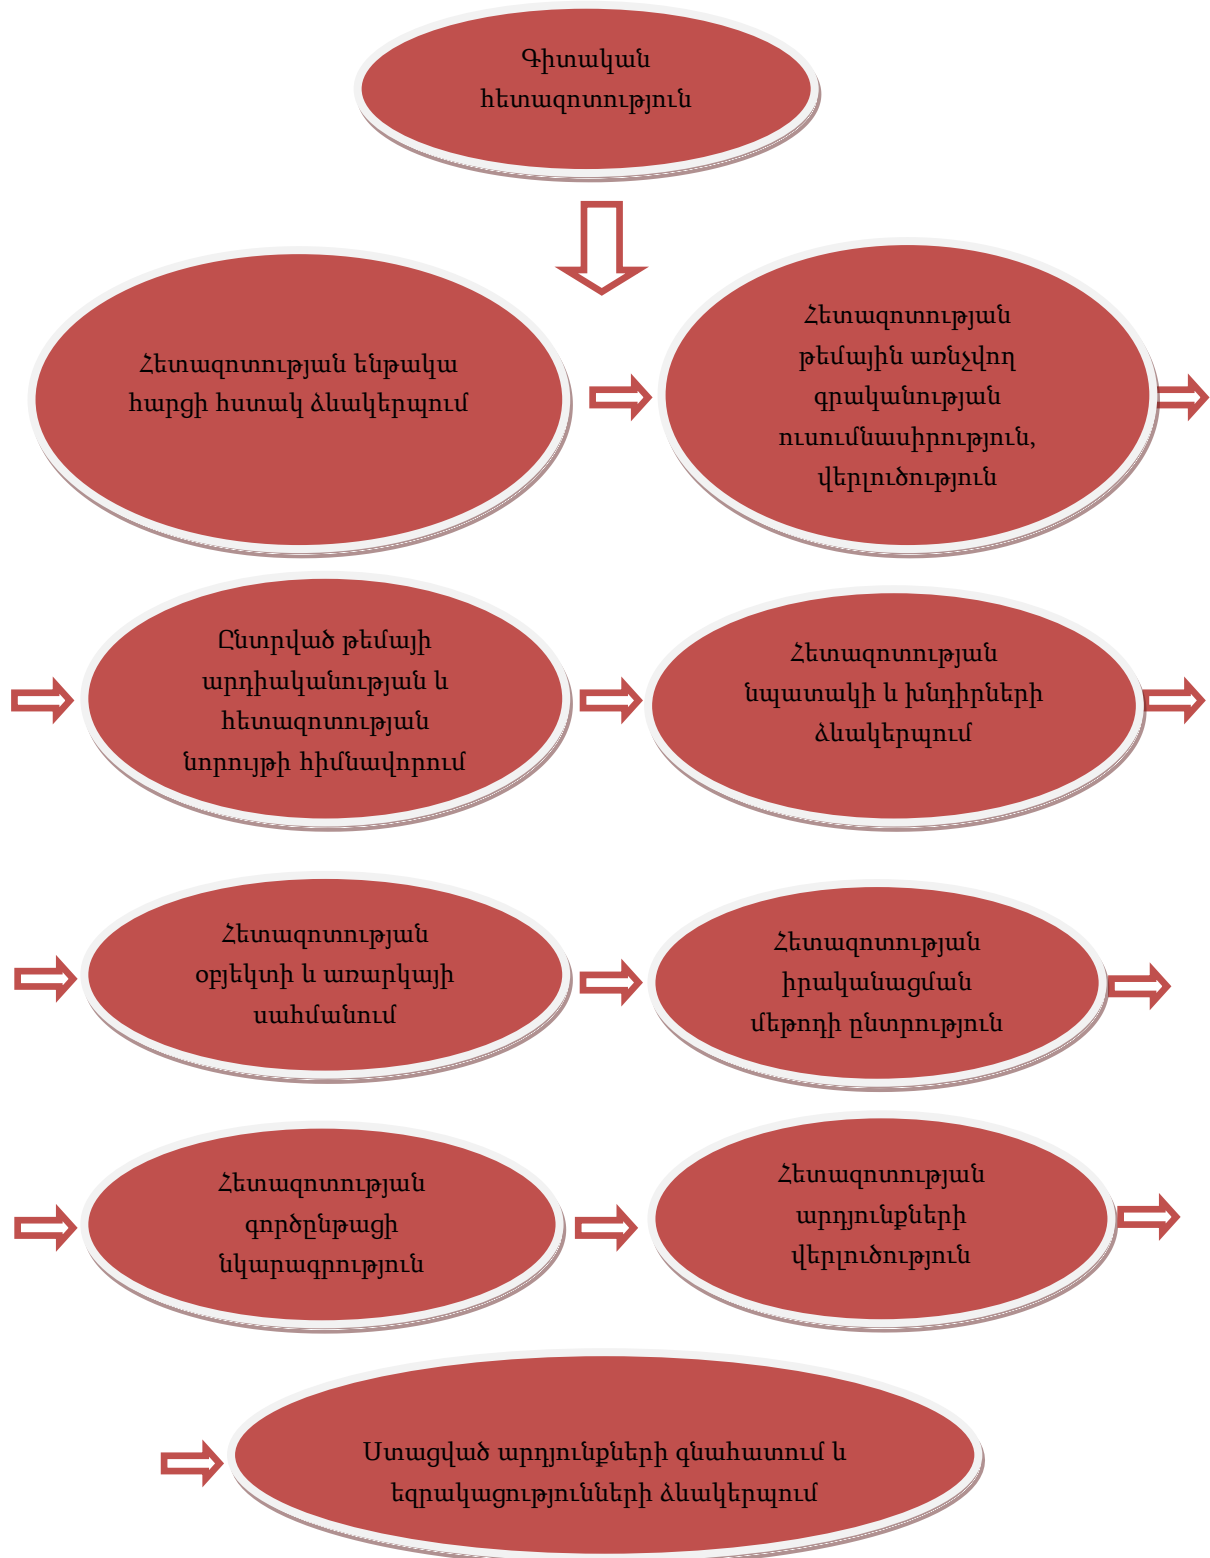 Գիտական
հետազոտություն
Հետազոտության ենթակա
հարցի հստակ ձևակերպում
Հետազոտության
թեմային առնչվող
գրականության
ուսումնասիրություն,
վերլուծություն
Ընտրված թեմայի
արդիականության և
հետազոտության
նորույթի հիմնավորում
Հետազոտության
նպատակի և խնդիրների
ձևակերպում
Հետազոտության
օբյեկտի և առարկայի
սահմանում
Հետազոտության
իրականացման
մեթոդի ընտրություն
Հետազոտության
գործընթացի
նկարագրություն
Հետազոտության
արդյունքների
վերլուծություն
Ստացված արդյունքների գնահատում և
եզրակացությունների ձևակերպում